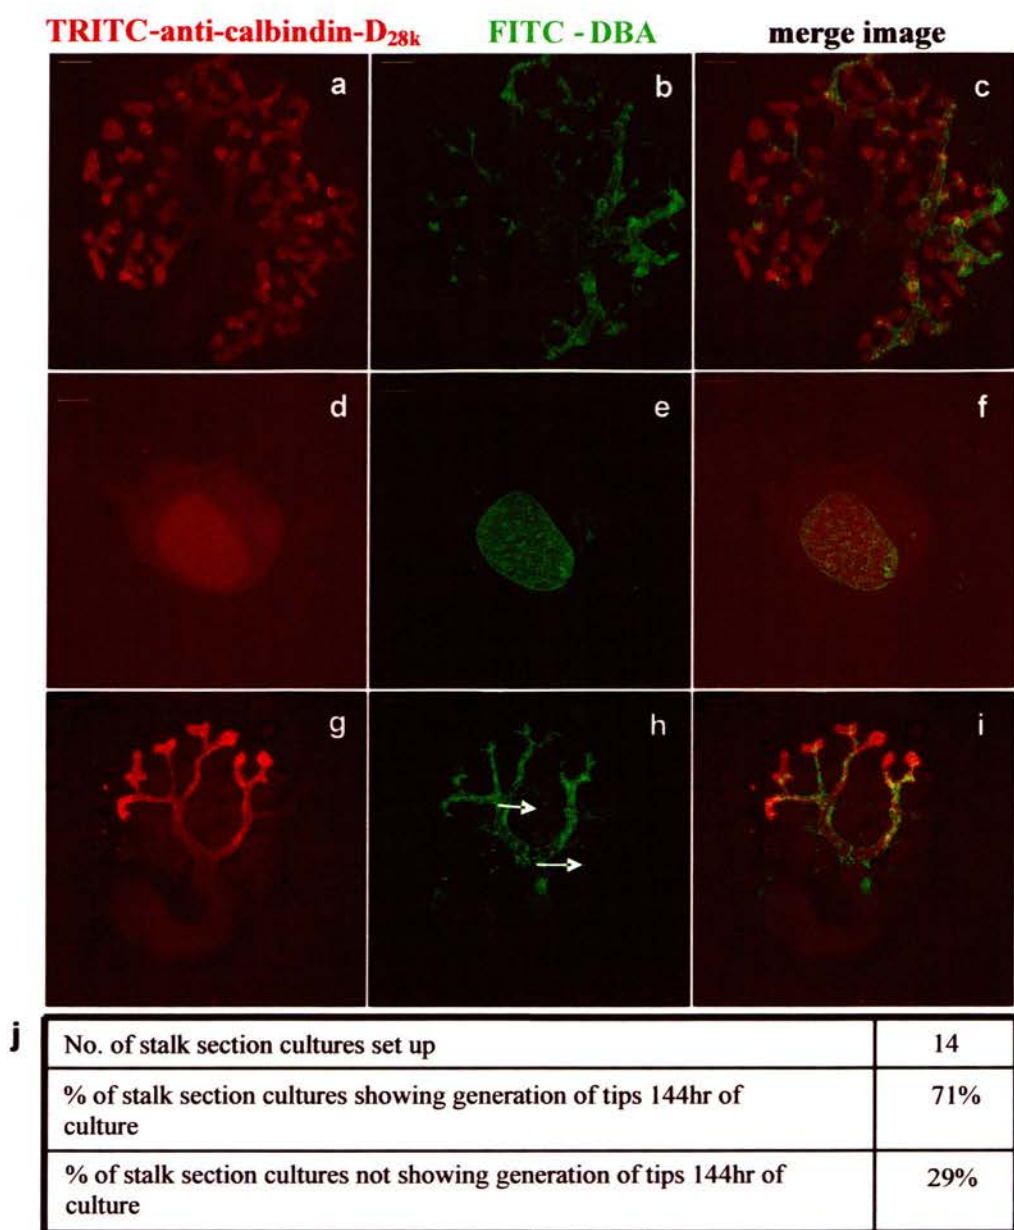 TRITC-anti-calbindin-D28k FITC - DBA merge image
a b c
d e f
g h i
j
No. of stalk section cultures set up 14
% of stalk section cultures showing generation of tips 144hr of 71%
culture
% of stalk section cultures not showing generation of tips 144hr of 29%
culture